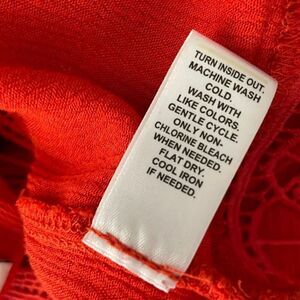 TURN INSIDE OUT.
MACHINE WASH
COLD.
WASH WITH
LIKE COLORS.
GENTLE CYCLE.
ONLY NON-
CHLORINE BLEACH
WHEN NEEDED.
FLAT DRY.
COOL IRON
IF NEEDED.